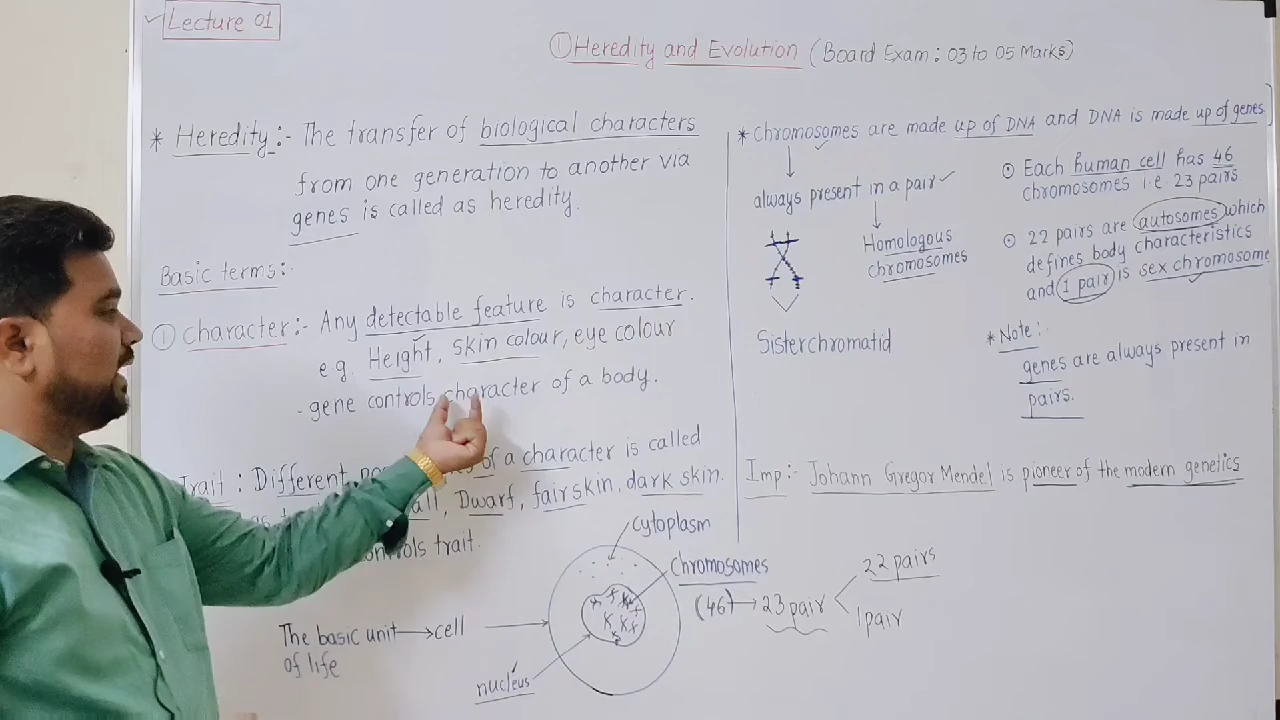 Lecture 01
① Heredity and Evolution (Board Exam: 03 to 05 Marks)
* Heredity:- The transfer of biological characters
from one generation to another via
genes is called as heredity.
Basic terms:-
① Character:- Any detectable feature is character.
e.g. Height, skin colour, eye colour
- gene controls character of a body.
Trait: Different of a character is called
Dwarf, fair skin, dark skin.
controls trait.
The basic unit → cell
of life
cytoplasm
chromosomes
nucleus
(46) → 23 pair
22 pairs
1 pair
* chromosomes are made up of DNA and DNA is made up of genes
always present in a pair
Homologous
chromosomes
Sisterchromatid
⊙ Each human cell has 46
chromosomes i.e. 23 pairs
⊙ 22 pairs are autosomes which
defines body characteristics
and 1 pair is sex chromosome
* Note:-
genes are always present in
pairs.
Imp:- Johann Gregor Mendel is pioneer of the modern genetics